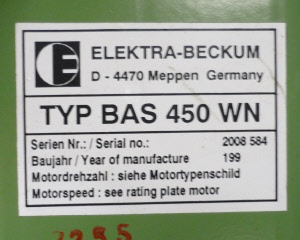 ELEKTRA-BECKUM
D - 4470 Meppen Germany
TYP BAS 450 WN
Serien Nr.: / Serial no.: 2008 584
Baujahr / Year of manufacture 199
Motordrehzahl : siehe Motortypenschild
Motorspeed : see rating plate motor